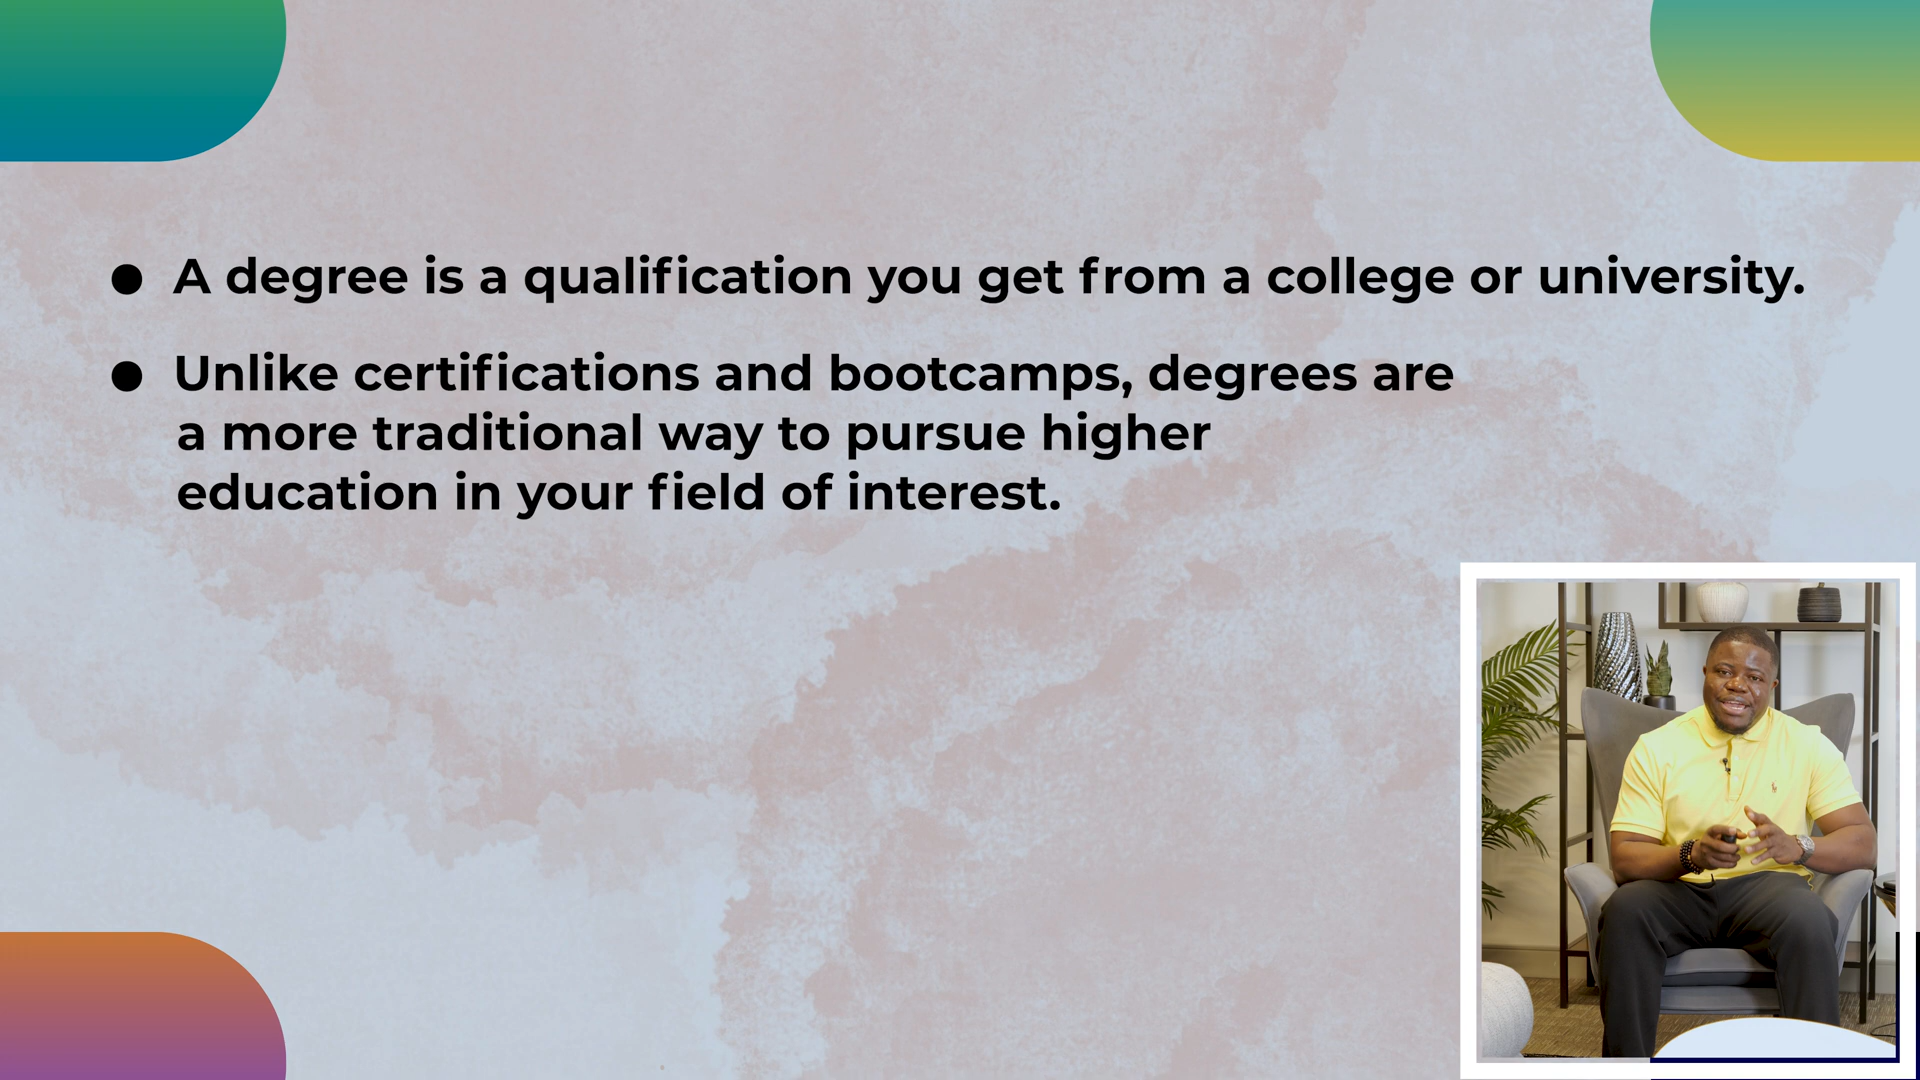 ● A degree is a qualification you get from a college or university.
● Unlike certifications and bootcamps, degrees are
a more traditional way to pursue higher
education in your field of interest.